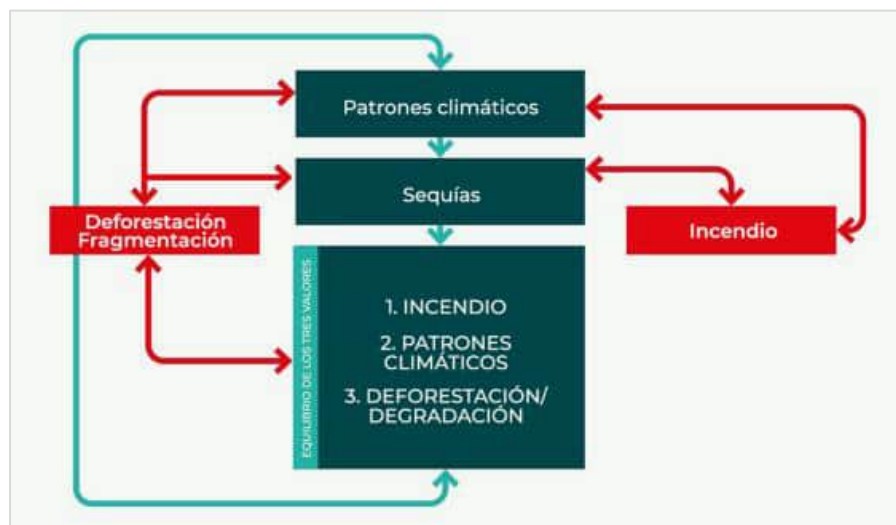 Patrones climáticos
Sequías
Deforestación
Fragmentación
Incendio
EQUILIBRIO DE LOS TRES VALORES
1. INCENDIO
2. PATRONES
CLIMÁTICOS
3. DEFORESTACIÓN/
DEGRADACIÓN